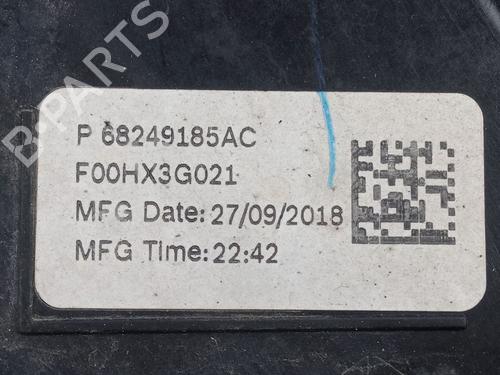 B-PARTS
P 68249185AC
F00HX3G021
MFG Date: 27/09/2018
MFG Time: 22:42